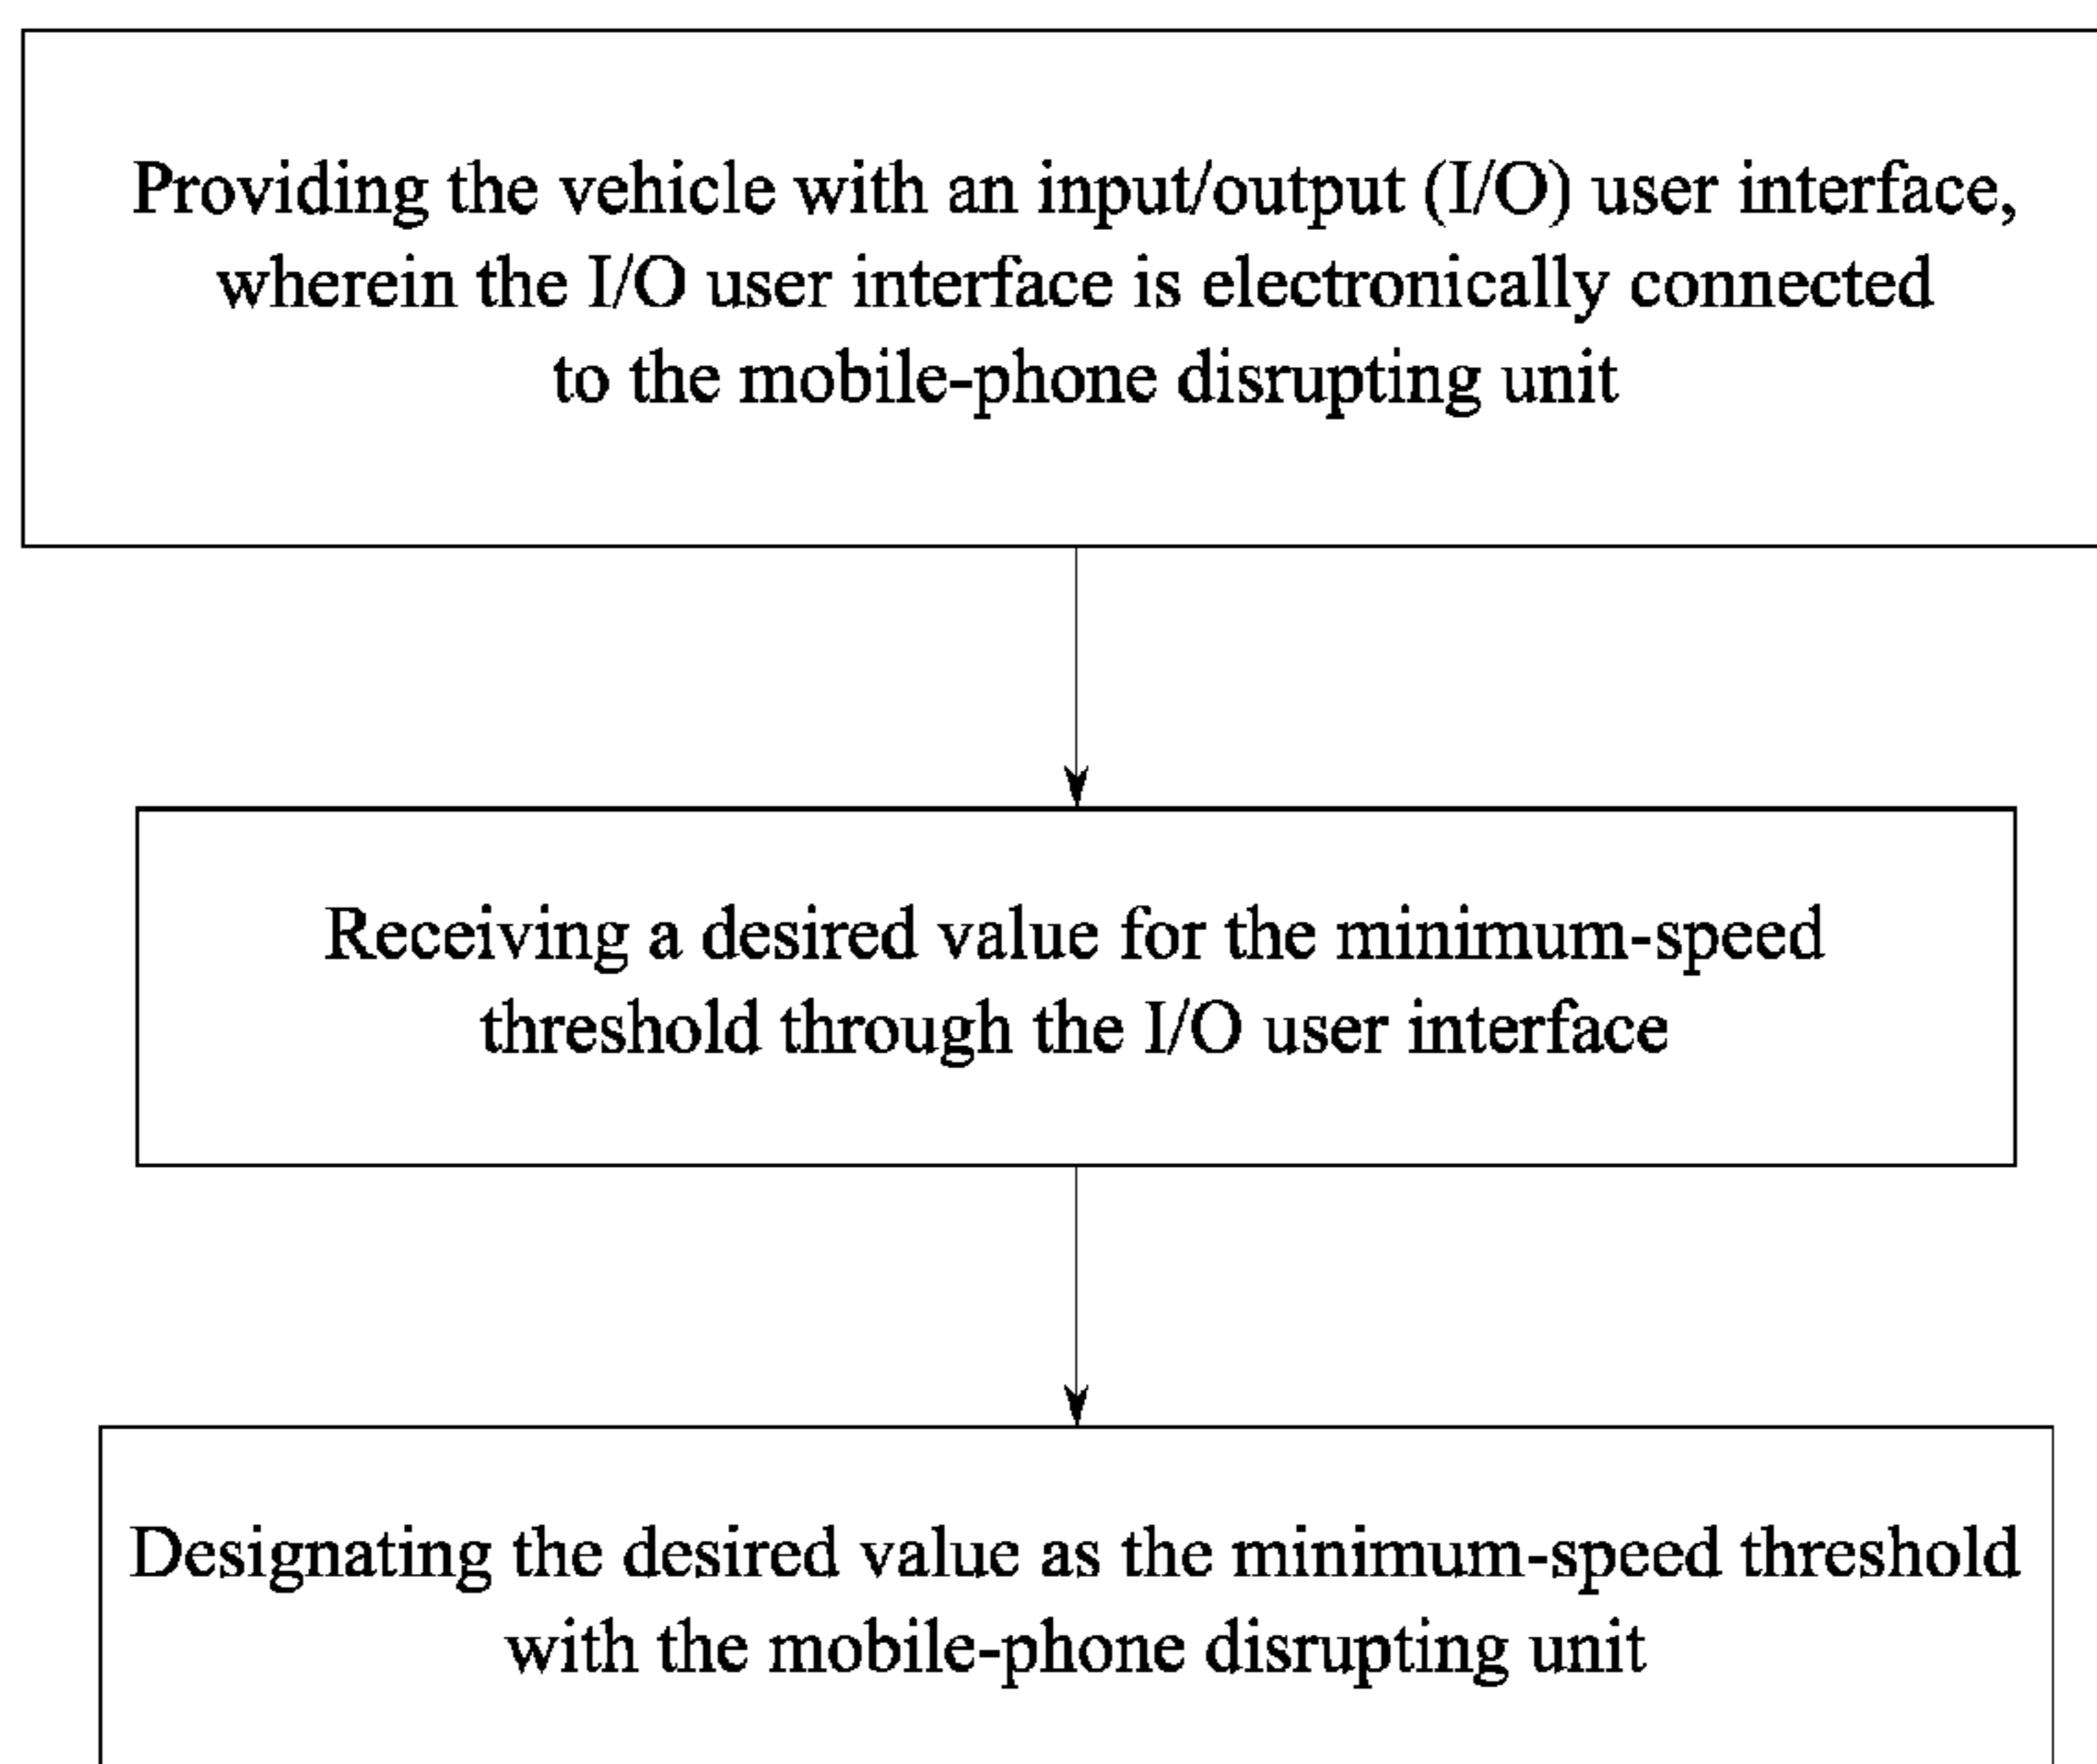 Providing the vehicle with an input/output (I/O) user interface,
wherein the I/O user interface is electronically connected
to the mobile-phone disrupting unit
Receiving a desired value for the minimum-speed
threshold through the I/O user interface
Designating the desired value as the minimum-speed threshold
with the mobile-phone disrupting unit